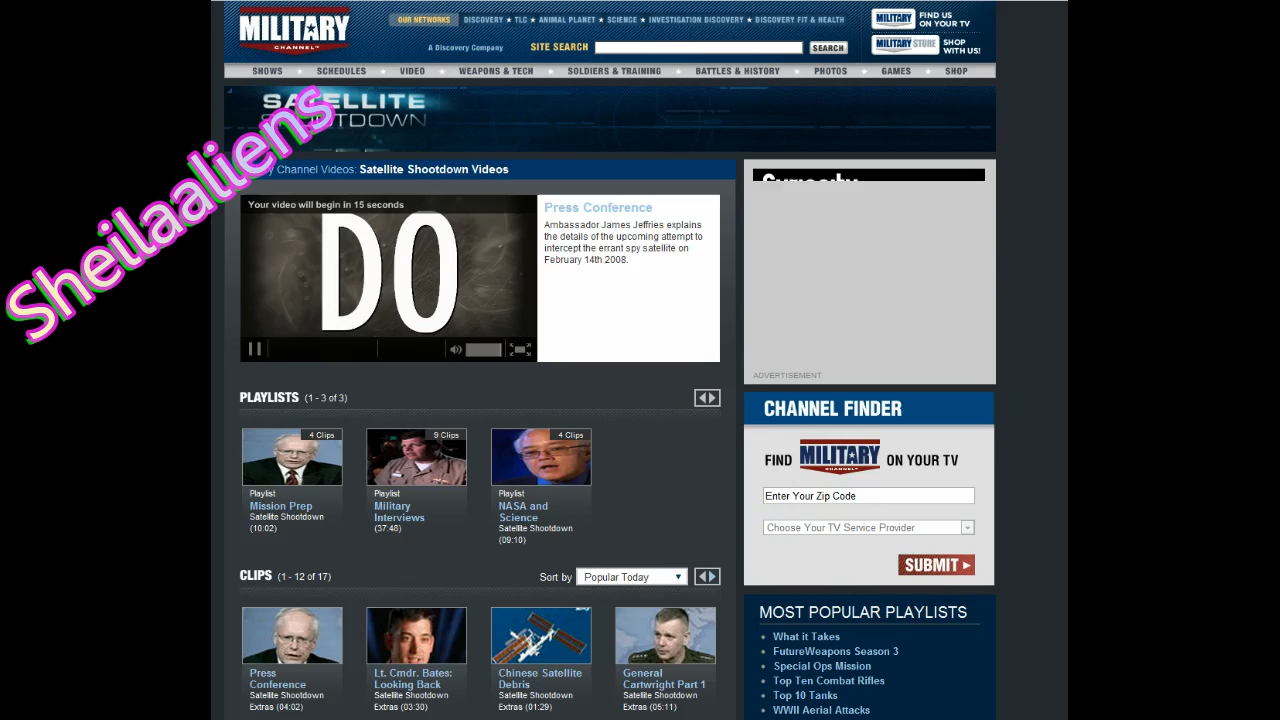 MILITARY
CHANNEL
OUR NETWORKS DISCOVERY ★ TLC ★ ANIMAL PLANET ★ SCIENCE ★ INVESTIGATION DISCOVERY ★ DISCOVERY FIT & HEALTH
A Discovery Company
SITE SEARCH
SEARCH
MILITARY
FIND US
ON YOUR TV
MILITARY STORE
SHOP
WITH US!
SHOWS SCHEDULES VIDEO WEAPONS & TECH SOLDIERS & TRAINING BATTLES & HISTORY PHOTOS GAMES SHOP
Sheilaaliens
SATELLITE
SHOOTDOWN
Channel Videos: Satellite Shootdown Videos
Your video will begin in 15 seconds
DO
Press Conference
Ambassador James Jeffries explains
the details of the upcoming attempt to
intercept the errant spy satellite on
February 14th 2008.
Curiosity
ADVERTISEMENT
PLAYLISTS (1 - 3 of 3)
4 Clips
Playlist
Mission Prep
Satellite Shootdown
(10:02)
9 Clips
Playlist
Military
Interviews
(37:48)
4 Clips
Playlist
NASA and
Science
Satellite Shootdown
(09:10)
CHANNEL FINDER
FIND MILITARY CHANNEL ON YOUR TV
Enter Your Zip Code
Choose Your TV Service Provider
SUBMIT
CLIPS (1 - 12 of 17)
Sort by Popular Today
Press
Conference
Satellite Shootdown
Extras (04:02)
Lt. Cmdr. Bates:
Looking Back
Satellite Shootdown
Extras (03:30)
Chinese Satellite
Debris
Satellite Shootdown
Extras (01:29)
General
Cartwright Part 1
Satellite Shootdown
Extras (05:11)
MOST POPULAR PLAYLISTS
What it Takes
FutureWeapons Season 3
Special Ops Mission
Top Ten Combat Rifles
Top 10 Tanks
WWII Aerial Attacks